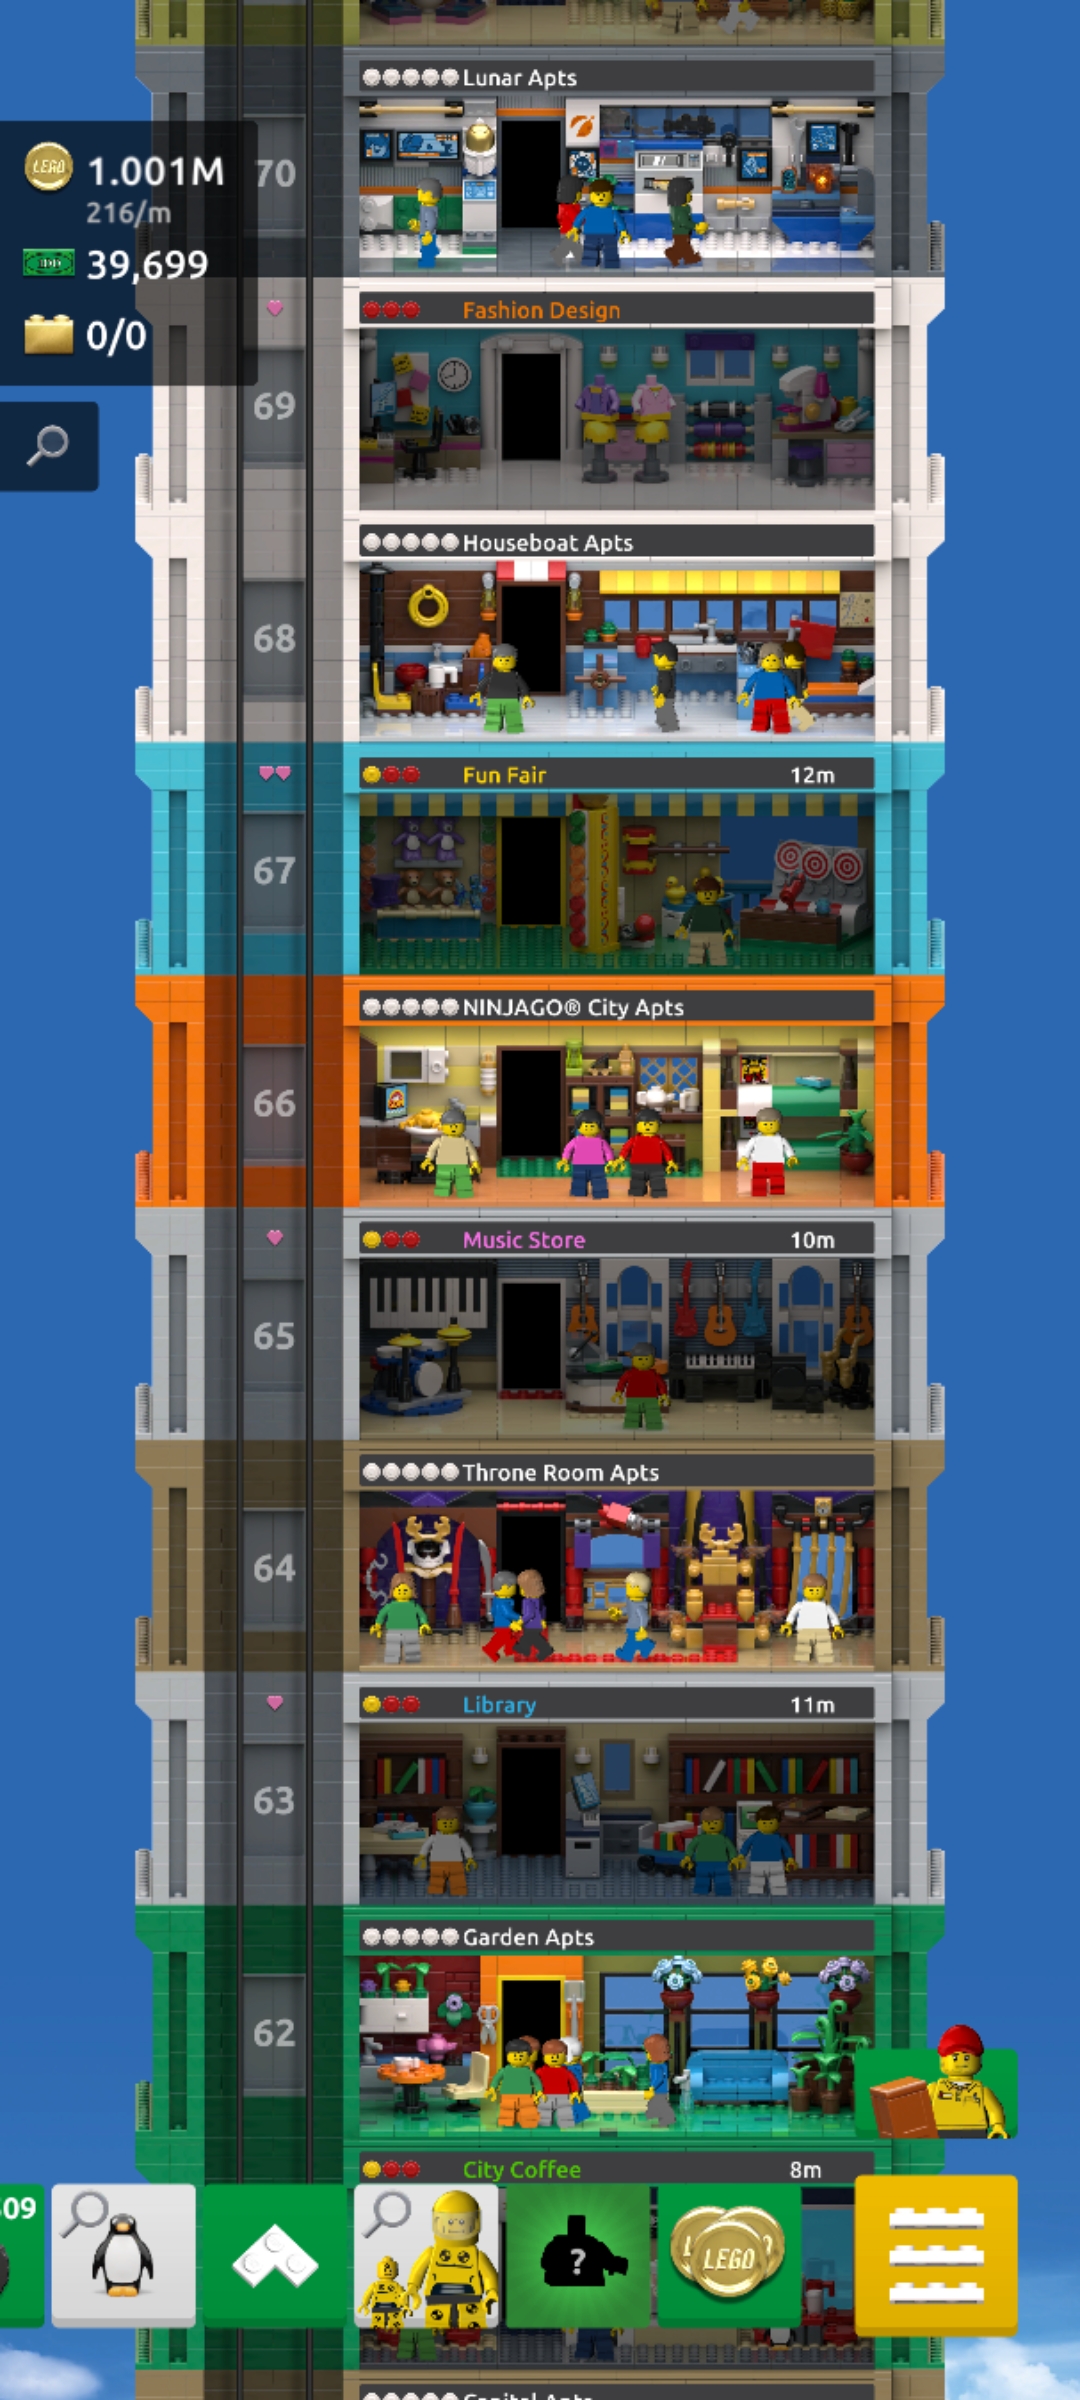 Lunar Apts
LEGO 1.001M
216/m
70
39,699
0/0
Fashion Design
69
Houseboat Apts
68
Fun Fair 12m
67
NINJAGO® City Apts
66
Music Store 10m
65
Throne Room Apts
64
Library 11m
63
Garden Apts
62
City Coffee 8m
?
LEGO